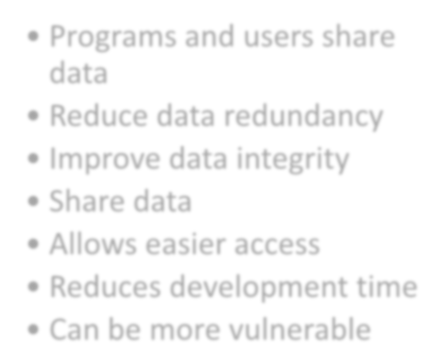 • Programs and users share
data
• Reduce data redundancy
• Improve data integrity
• Share data
• Allows easier access
• Reduces development time
• Can be more vulnerable